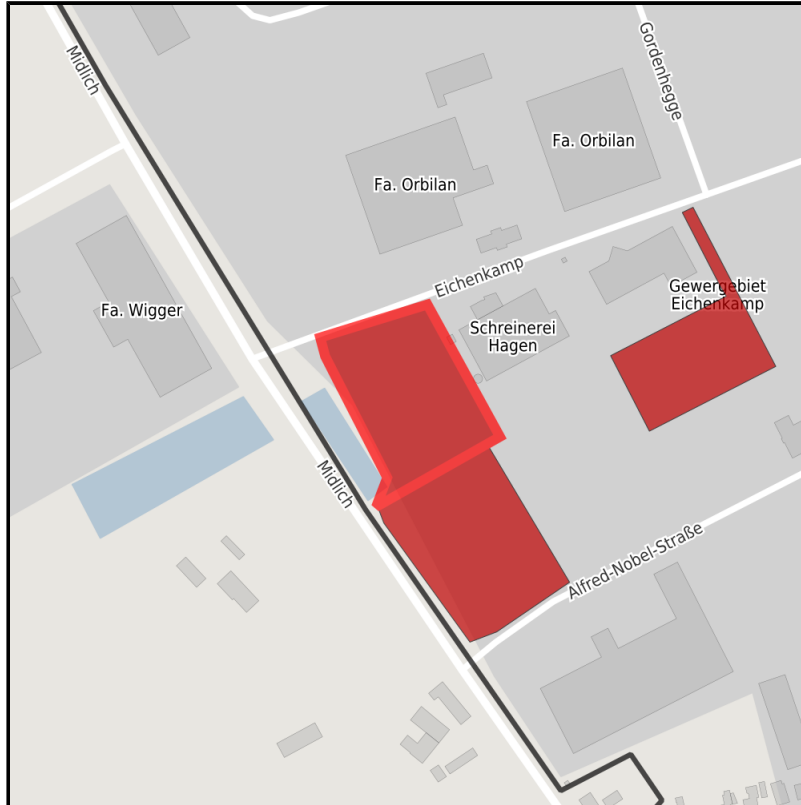 Midlich
Gordenhegge
Fa. Orbilan
Fa. Orbilan
Eichenkamp
Gewergebiet
Eichenkamp
Fa. Wigger
Schreinerei
Hagen
Midlich
Alfred-Nobel-Straße